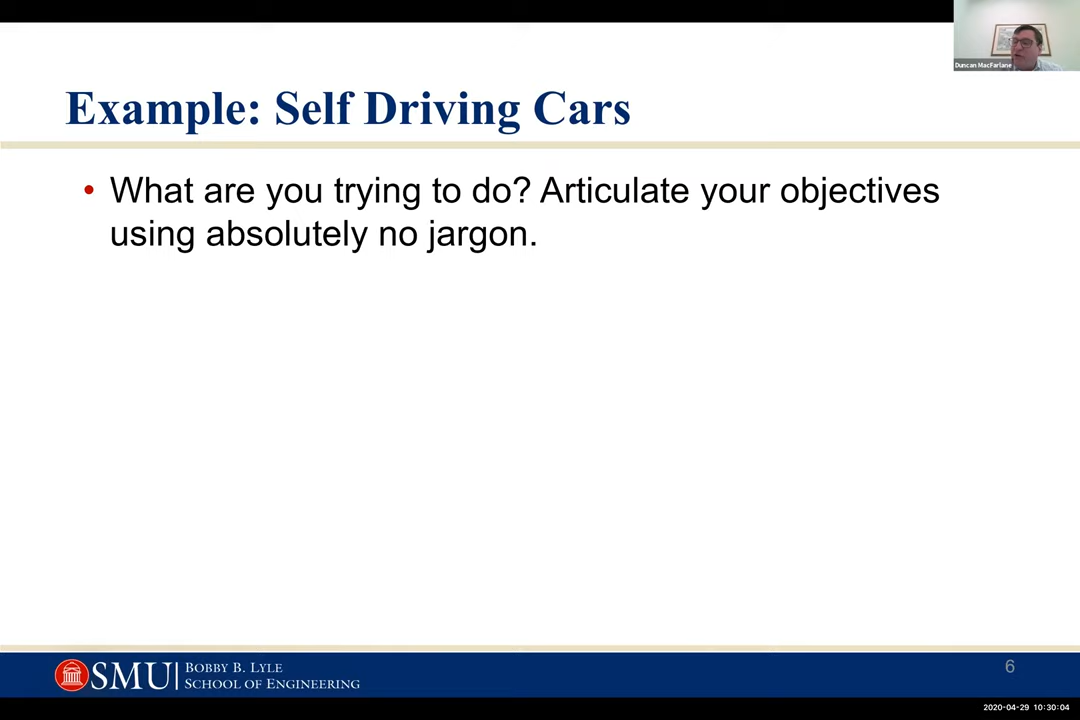 Duncan MacFarlane
Example: Self Driving Cars
• What are you trying to do? Articulate your objectives
using absolutely no jargon.
SMU
BOBBY B. LYLE
SCHOOL OF ENGINEERING
6
2020-04-29 10:30:04